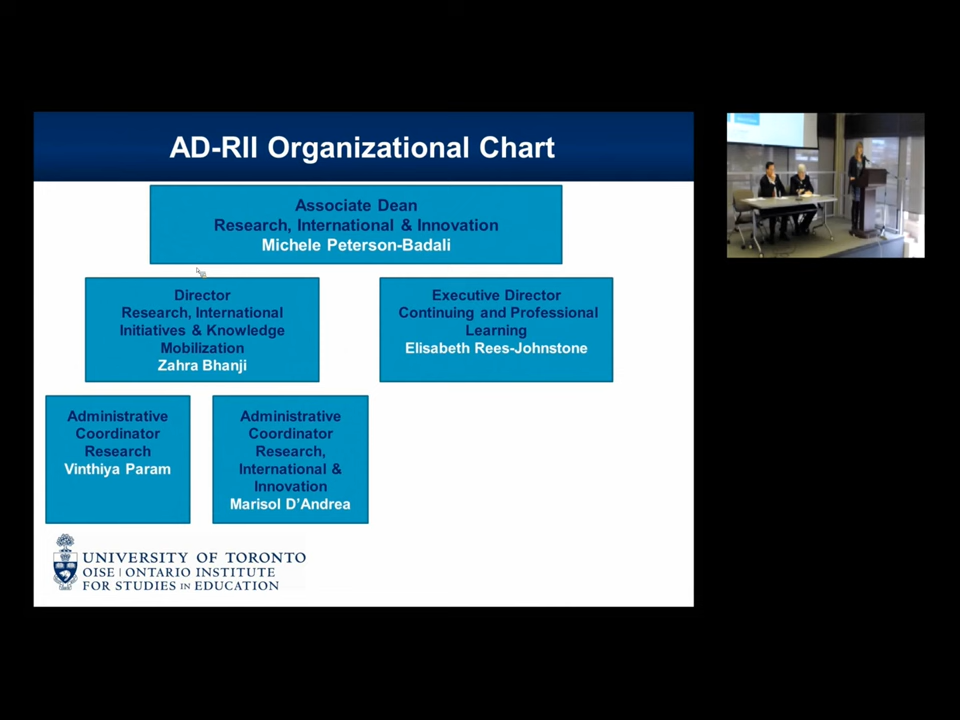 AD-RII Organizational Chart
Associate Dean
Research, International & Innovation
Michele Peterson-Badali
Director
Research, International
Initiatives & Knowledge
Mobilization
Zahra Bhanji
Executive Director
Continuing and Professional
Learning
Elisabeth Rees-Johnstone
Administrative
Coordinator
Research
Vinthiya Param
Administrative
Coordinator
Research,
International &
Innovation
Marisol D'Andrea
UNIVERSITY OF TORONTO
OISE | ONTARIO INSTITUTE
FOR STUDIES IN EDUCATION